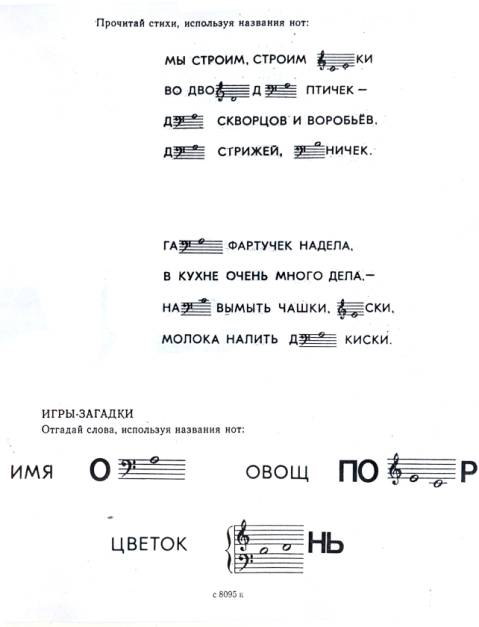 Прочитай стихи, используя названия нот:
МЫ СТРОИМ, СТРОИМ КИ
ВО ДВО Д ПТИЧЕК —
Д СКВОРЦОВ И ВОРОБЬЁВ.
Д СТРИЖЕЙ, НИЧЕК.
ГА ФАРТУЧЕК НАДЕЛА,
В КУХНЕ ОЧЕНЬ МНОГО ДЕЛА.—
НА ВЫМЫТЬ ЧАШКИ, СКИ,
МОЛОКА НАЛИТЬ Д КИСКИ.
ИГРЫ-ЗАГАДКИ
Отгадай слова, используя названия нот:
ИМЯ О ОВОЩ ПО Р
ЦВЕТОК НЬ
с 8095 к